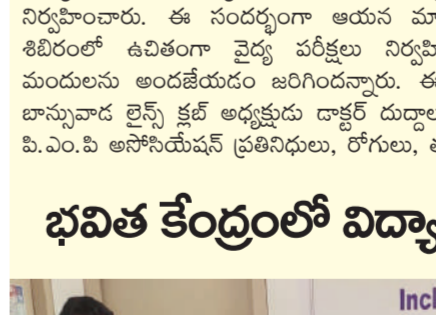 నిర్వహించారు. ఈ సందర్భంగా ఆయన
శిబిరంలో ఉచితంగా వైద్య పరీక్షలు
మందులను అందజేయడం జరిగిందన్నారు.
బాన్సువాడ లైన్స్ క్లబ్ అధ్యక్షుడు డాక్టర్
పి.ఎం.పి అసోసియేషన్ ప్రతినిధులు, రోగులు,
భవిత కేంద్రంలో